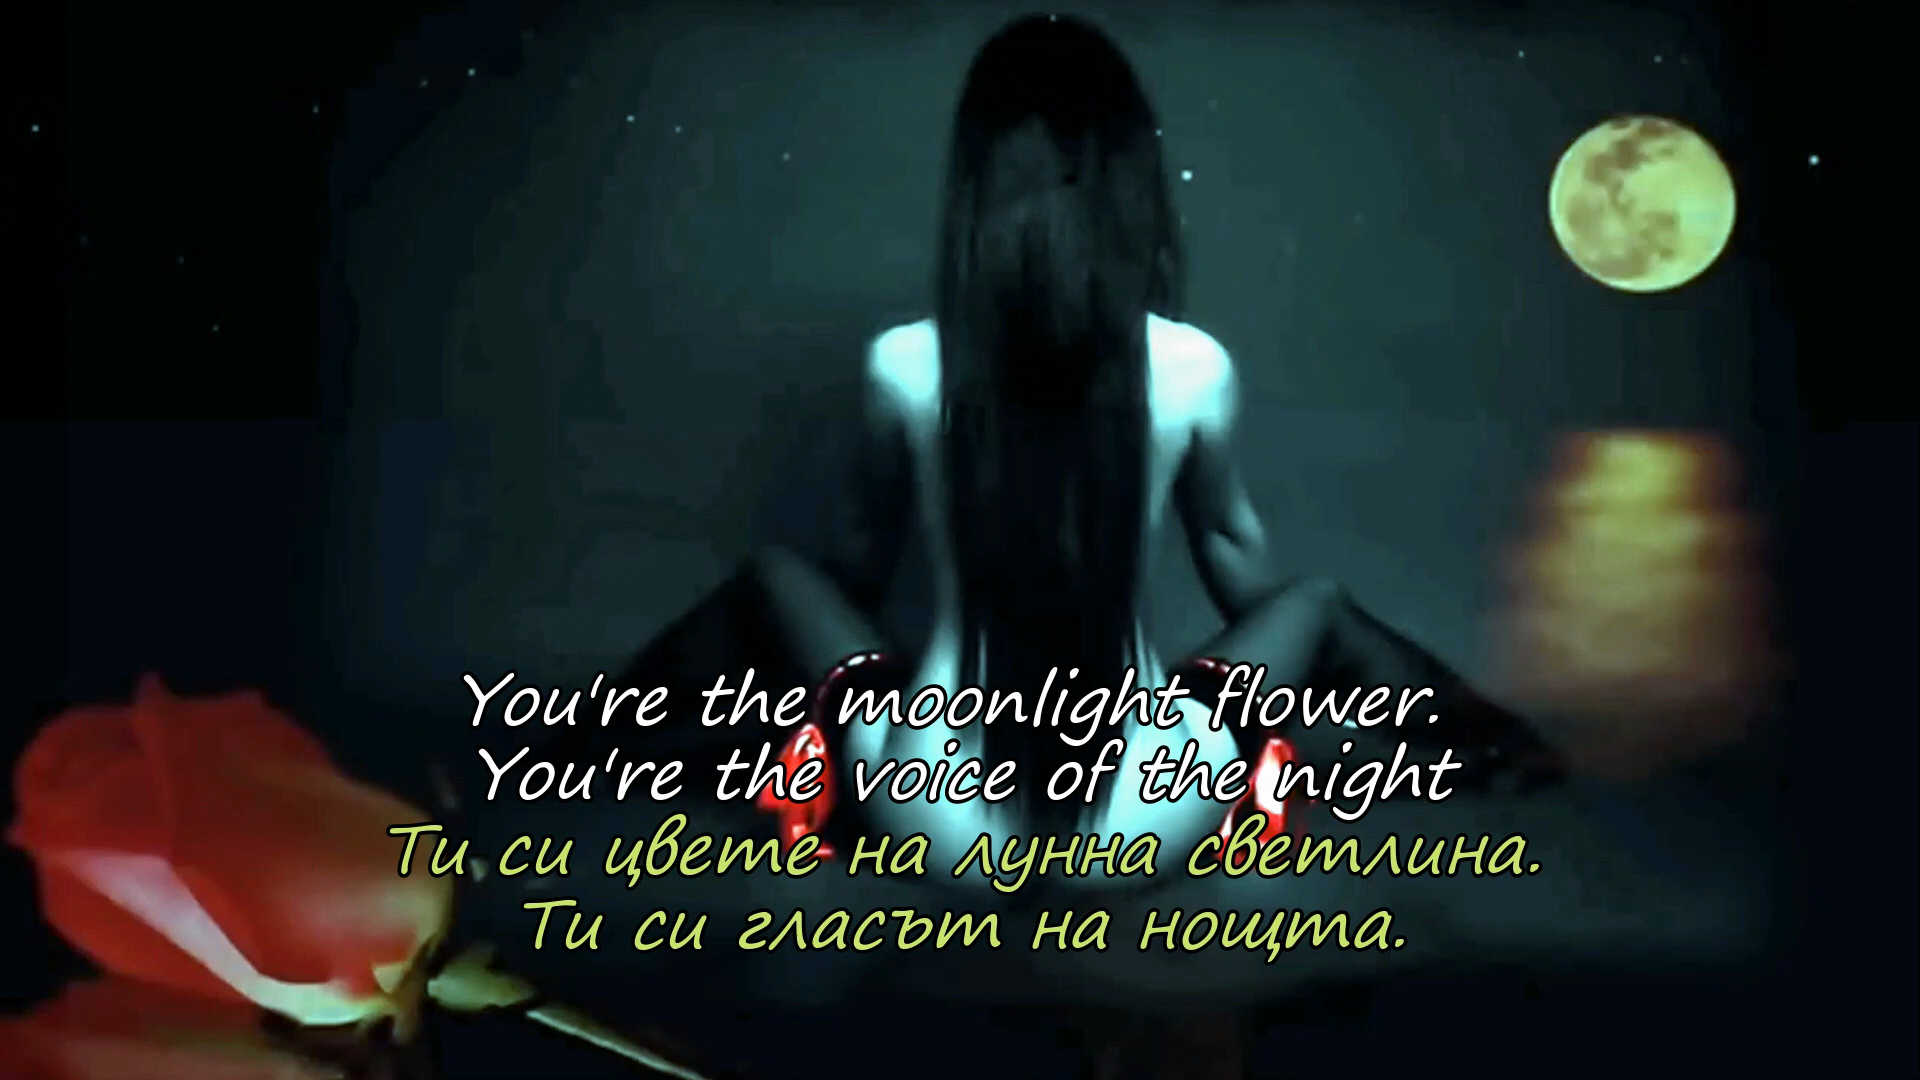 You're the moonlight flower.
You're the voice of the night
Ти си цвете на лунна светлина.
Ти си гласът на нощта.